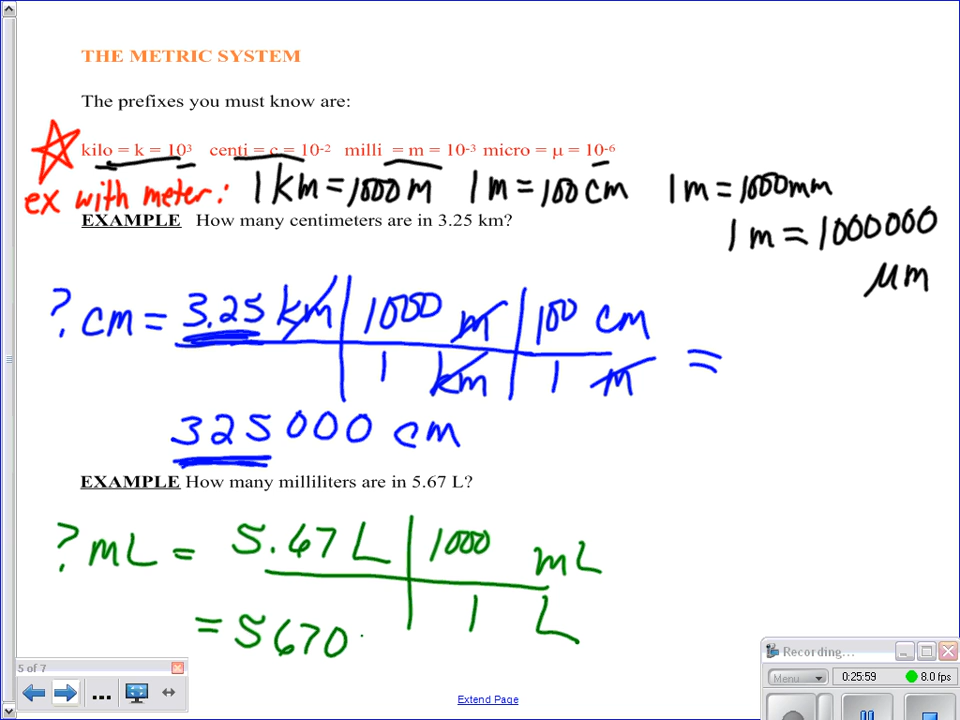 THE METRIC SYSTEM
The prefixes you must know are:
kilo = k = 10³ centi = c = 10⁻² milli = m = 10⁻³ micro = μ = 10⁻⁶
ex with meter: 1 km = 1000 m 1 m = 100 cm 1 m = 1000 mm
EXAMPLE How many centimeters are in 3.25 km?
1 m = 1000000
μm
? cm = 3.25 km | 1000 m | 100 cm
1 km | 1 m =
325000 cm
EXAMPLE How many milliliters are in 5.67 L?
? mL = 5.67 L | 1000 mL
1 L
= 5670.
5 of 7
Extend Page
Recording...
Menu
0:25:59
8.0 fps